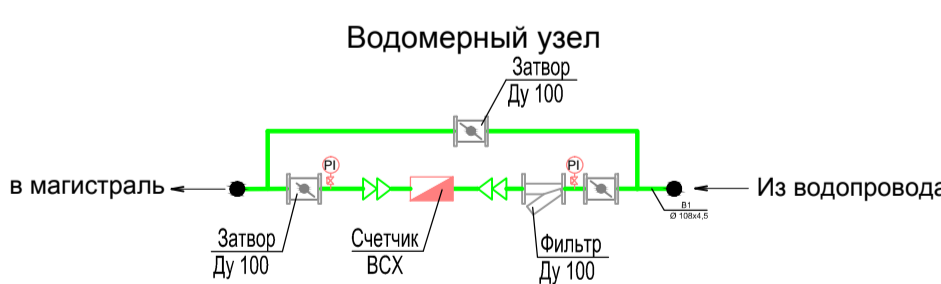 Водомерный узел
Затвор
Ду 100
PI
PI
в магистраль
Из водопровода
В1
Ø 108х4,5
Затвор
Ду 100
Счетчик
ВСХ
Фильтр
Ду 100